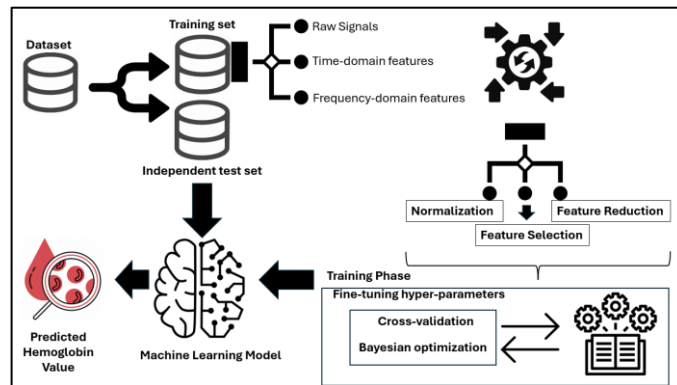 Dataset
Training set
Raw Signals
Time-domain features
Frequency-domain features
Independent test set
Normalization
Feature Reduction
Feature Selection
Training Phase
Fine-tuning hyper-parameters
Cross-validation
Bayesian optimization
Machine Learning Model
Predicted
Hemoglobin
Value